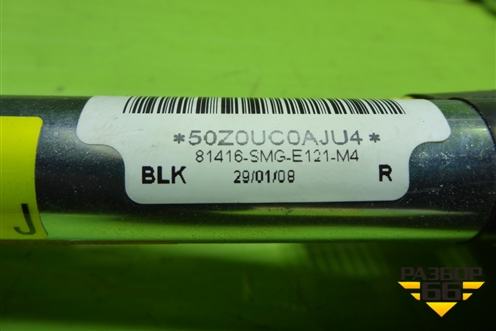 *50Z0UC0AJU4*
81416-SMG-E121-M4
BLK 29/01/08 R
J
РАЗБОР
66